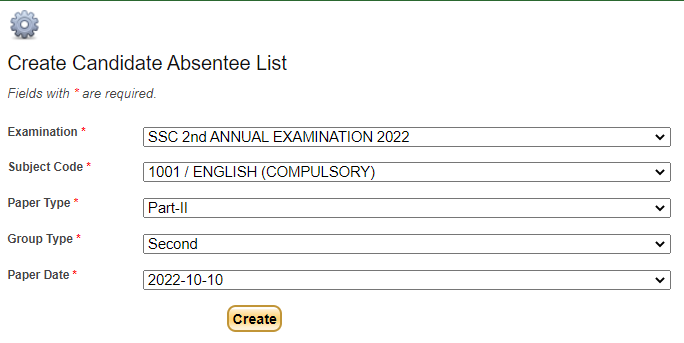 Create Candidate Absentee List
Fields with * are required.
Examination * SSC 2nd ANNUAL EXAMINATION 2022
Subject Code * 1001 / ENGLISH (COMPULSORY)
Paper Type * Part-II
Group Type * Second
Paper Date * 2022-10-10
Create